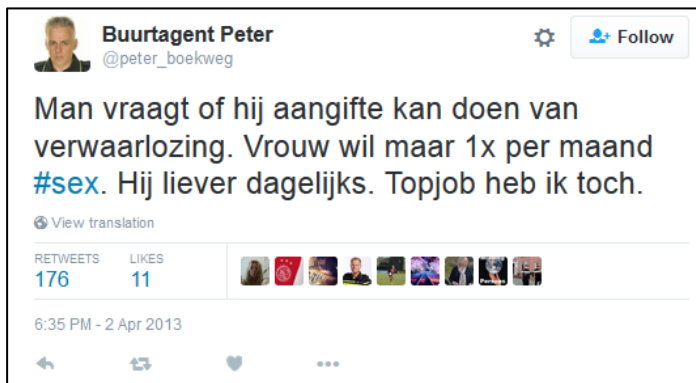 Buurtagent Peter
@peter_boekweg
Follow
Man vraagt of hij aangifte kan doen van
verwaarlozing. Vrouw wil maar 1x per maand
#sex. Hij liever dagelijks. Topjob heb ik toch.
View translation
RETWEETS LIKES
176 11
6:35 PM - 2 Apr 2013